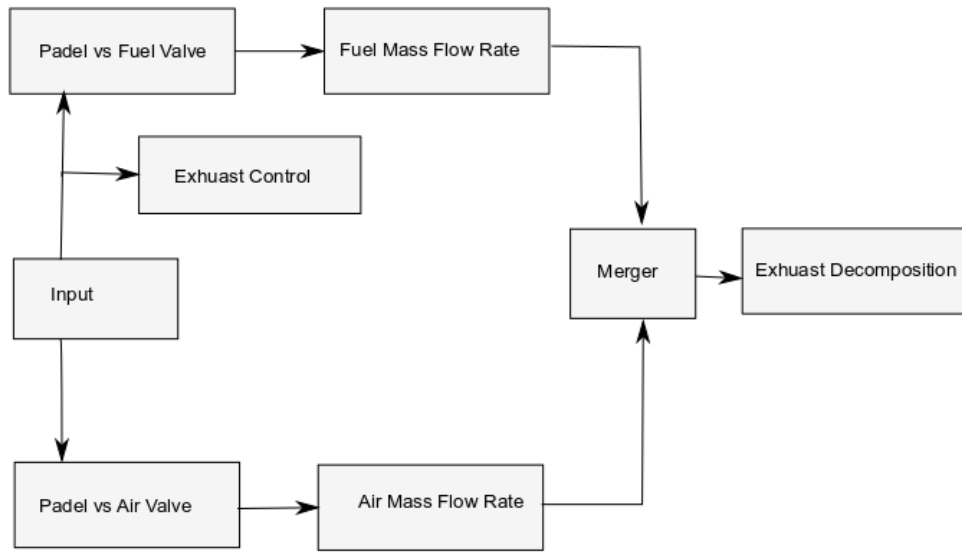 Padel vs Fuel Valve
Fuel Mass Flow Rate
Exhuast Control
Input
Merger
Exhuast Decomposition
Padel vs Air Valve
Air Mass Flow Rate